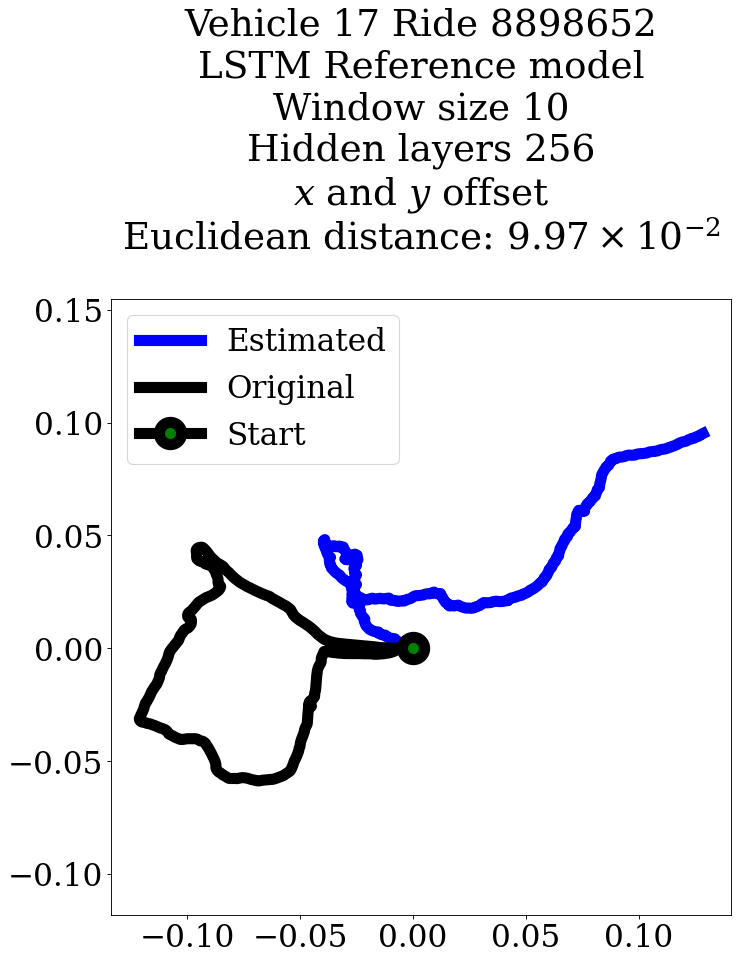 Vehicle 17 Ride 8898652
LSTM Reference model
Window size 10
Hidden layers 256
x and y offset
Euclidean distance: 9.97 × 10⁻²
Estimated
Original
Start
0.15
0.10
0.05
0.00
−0.05
−0.10
−0.10 −0.05 0.00 0.05 0.10